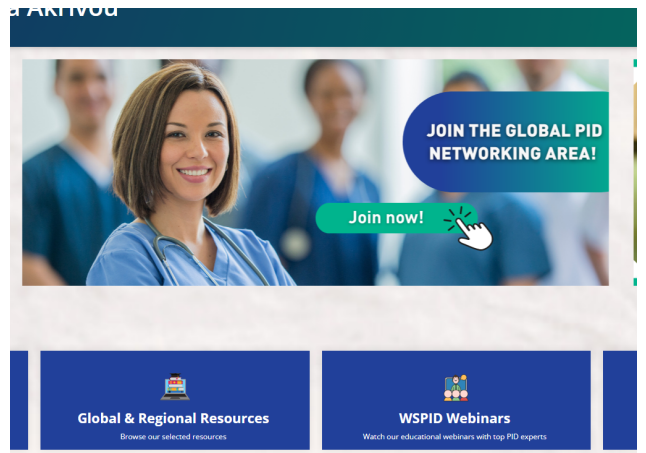 a Akrivou
JOIN THE GLOBAL PID
NETWORKING AREA!
Join now!
Global & Regional Resources
Browse our selected resources
WSPID Webinars
Watch our educational webinars with top PID experts